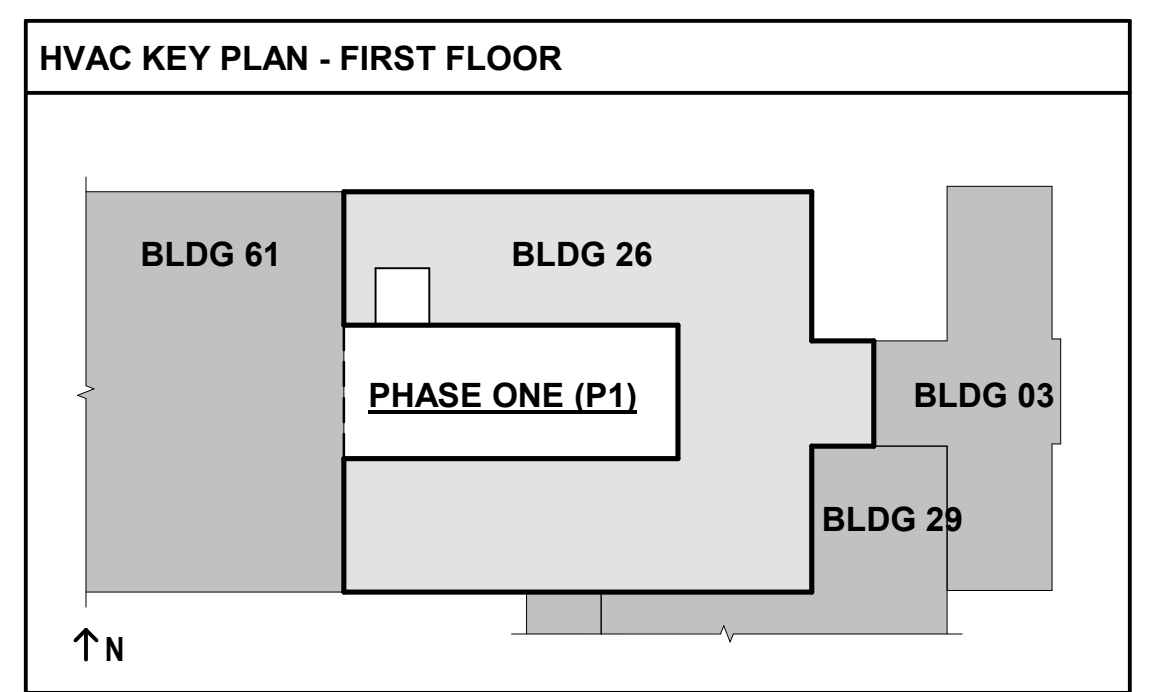 HVAC KEY PLAN - FIRST FLOOR
BLDG 61
BLDG 26
PHASE ONE (P1)
BLDG 03
BLDG 29
N